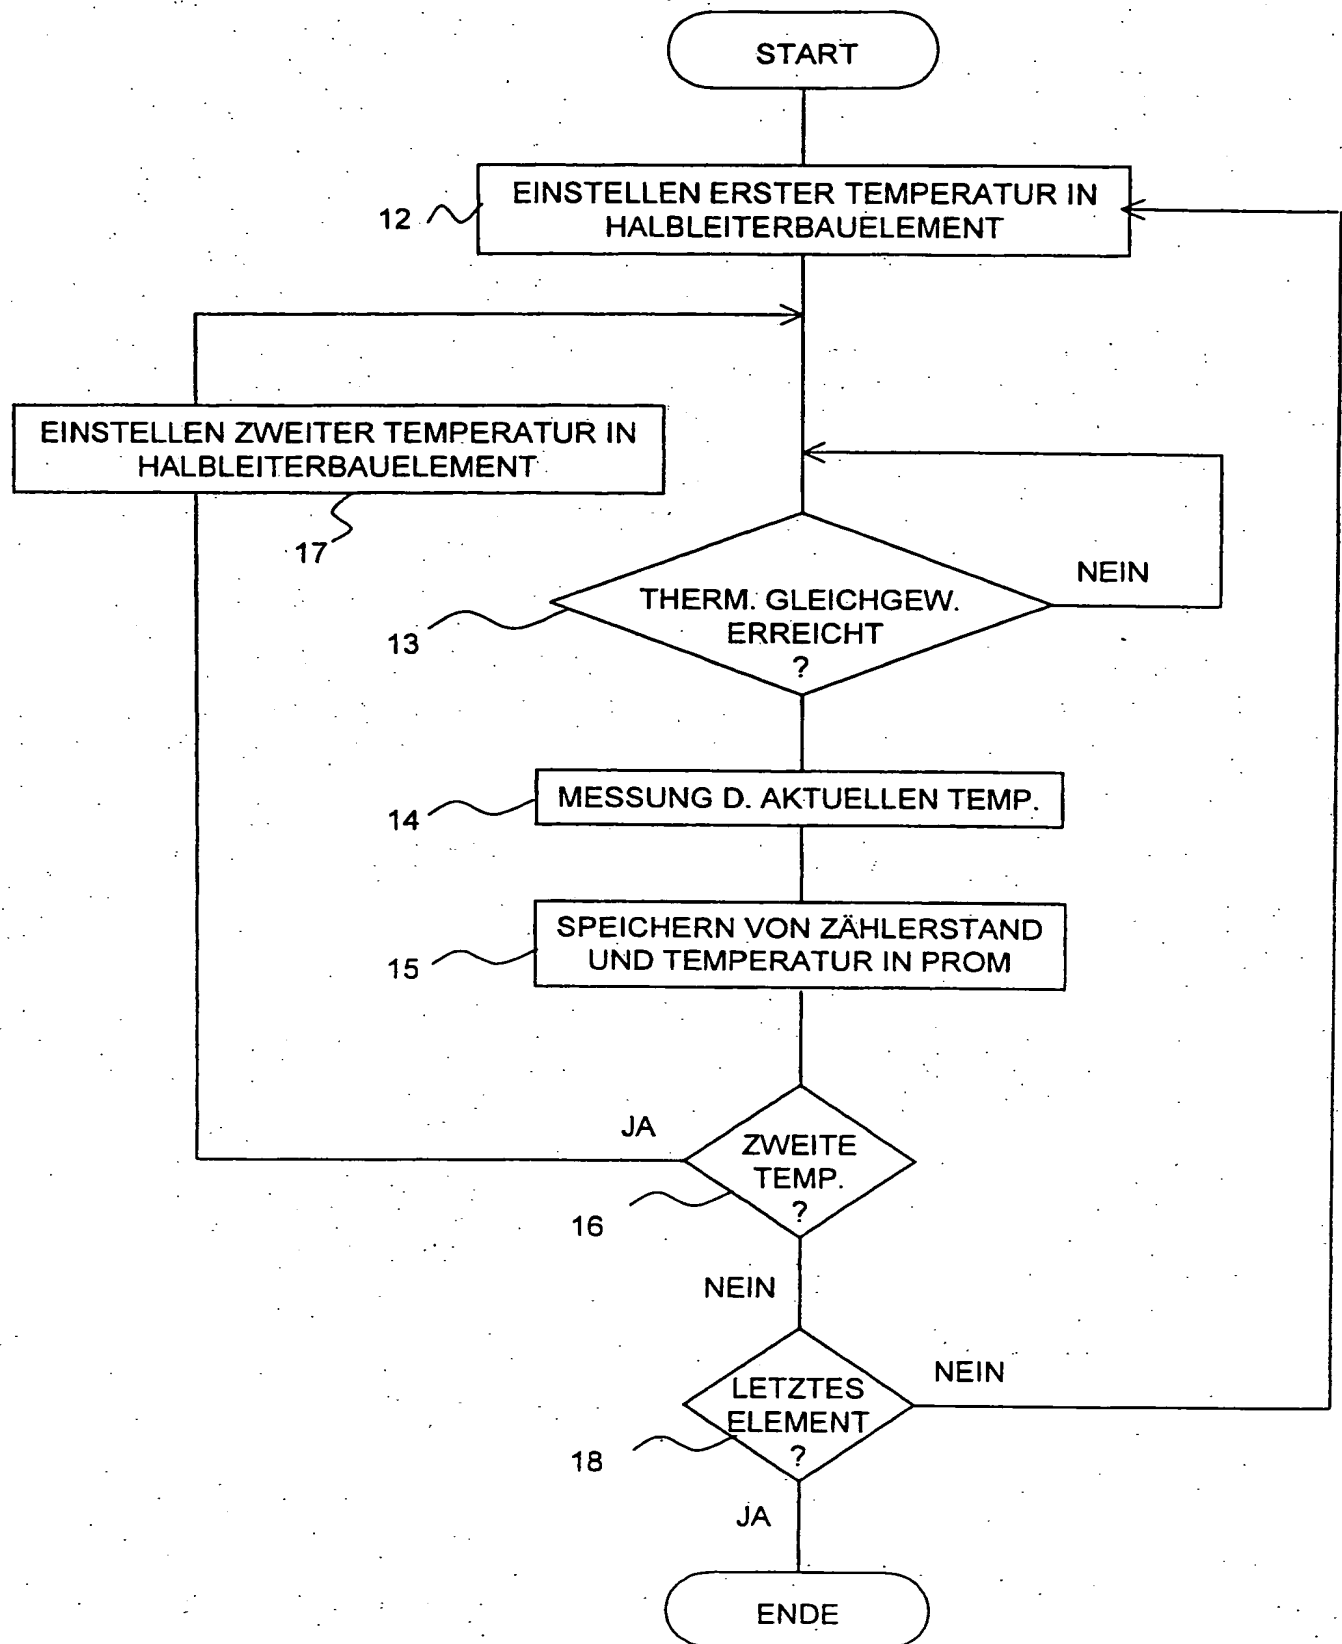 START
EINSTELLEN ERSTER TEMPERATUR IN
HALBLEITERBAUELEMENT
12
EINSTELLEN ZWEITER TEMPERATUR IN
HALBLEITERBAUELEMENT
17
NEIN
THERM. GLEICHGEW.
ERREICHT
?
13
MESSUNG D. AKTUELLEN TEMP.
14
SPEICHERN VON ZÄHLERSTAND
UND TEMPERATUR IN PROM
15
JA
ZWEITE
TEMP.
?
16
NEIN
NEIN
LETZTES
ELEMENT
?
18
JA
ENDE